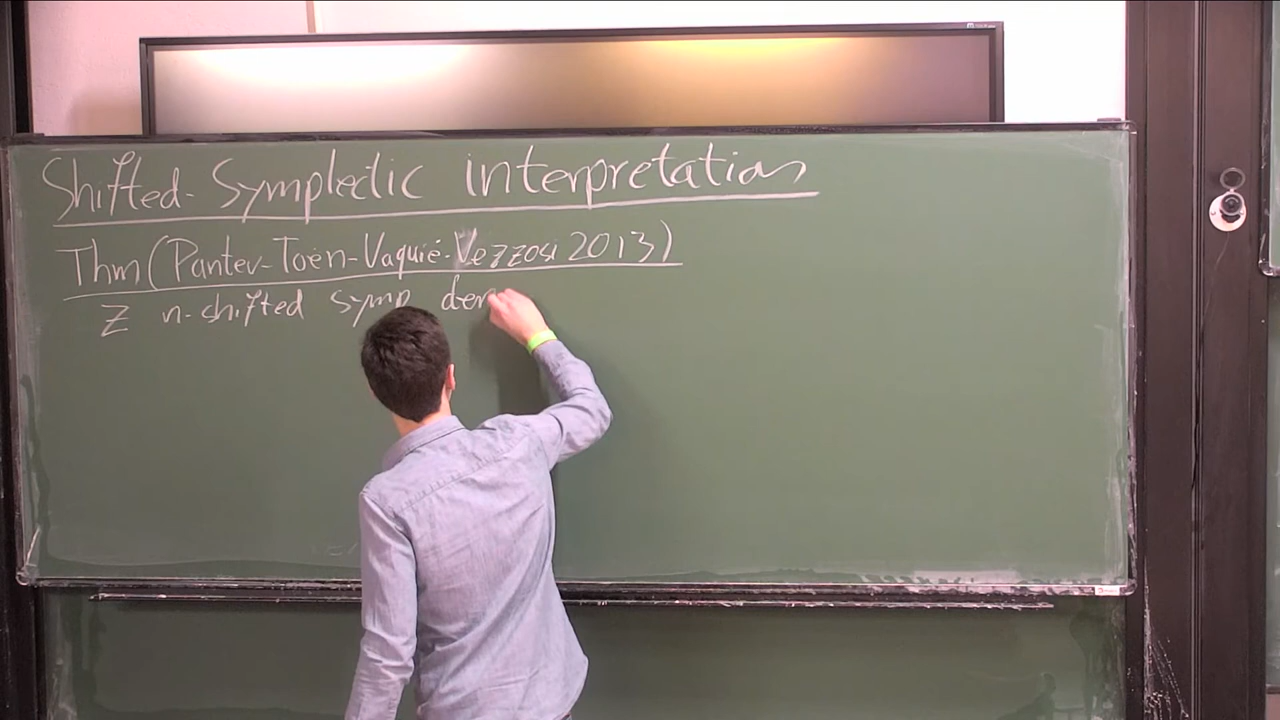 Shifted-Symplectic interpretation
Thm (Pantev-Toën-Vaquié-Vezzosi 2013)
Z n-shifted symp der